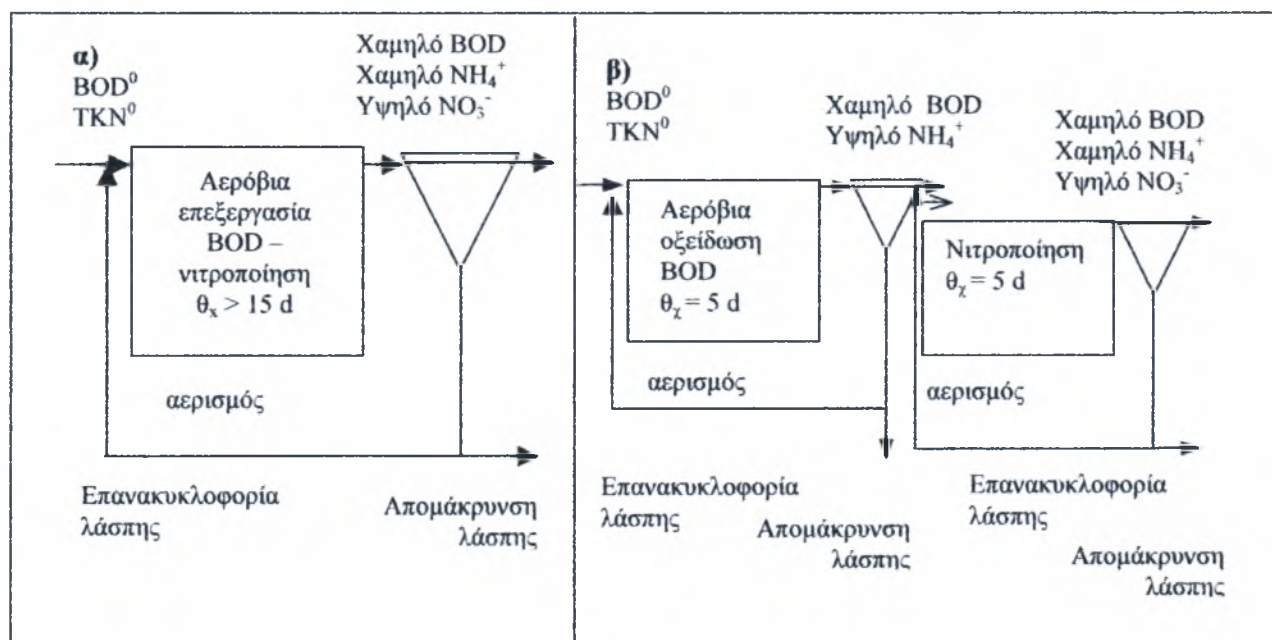 α)
BOD⁰
TKN⁰
Χαμηλό BOD
Χαμηλό NH₄⁺
Υψηλό NO₃⁻
Αερόβια
επεξεργασία
BOD –
νιτροποίηση
θₓ > 15 d
αερισμός
Επανακυκλοφορία
λάσπης
Απομάκρυνση
λάσπης
β)
BOD⁰
TKN⁰
Χαμηλό BOD
Υψηλό NH₄⁺
Αερόβια
οξείδωση
BOD
θᵪ = 5 d
αερισμός
Επανακυκλοφορία
λάσπης
Απομάκρυνση
λάσπης
Χαμηλό BOD
Χαμηλό NH₄⁺
Υψηλό NO₃⁻
Νιτροποίηση
θᵪ = 5 d
αερισμός
Επανακυκλοφορία
λάσπης
Απομάκρυνση
λάσπης